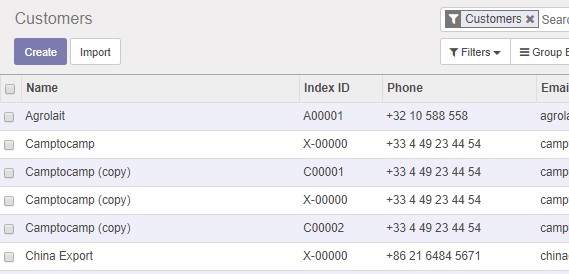 Customers
Customers Searc
Create Import Filters Group B
Name Index ID Phone Emai
Agrolait A00001 +32 10 588 558 agrola
Camptocamp X-00000 +33 4 49 23 44 54 camp
Camptocamp (copy) C00001 +33 4 49 23 44 54 camp
Camptocamp (copy) X-00000 +33 4 49 23 44 54 camp
Camptocamp (copy) C00002 +33 4 49 23 44 54 camp
China Export X-00000 +86 21 6484 5671 china